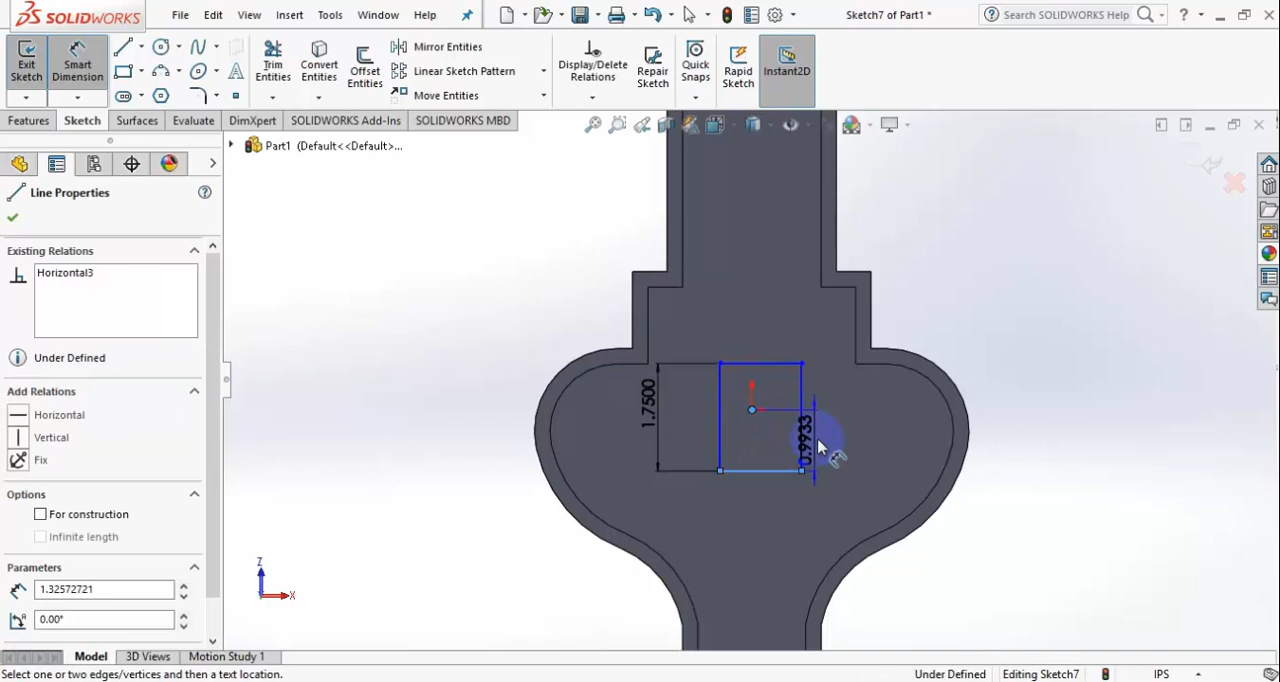 SOLIDWORKS
File Edit View Insert Tools Window Help
Sketch7 of Part1 *
Search SOLIDWORKS Help
Exit Sketch
Smart Dimension
Trim Entities
Convert Entities
Offset Entities
Mirror Entities
Linear Sketch Pattern
Move Entities
Display/Delete Relations
Repair Sketch
Quick Snaps
Rapid Sketch
Instant2D
Features Sketch Surfaces Evaluate DimXpert SOLIDWORKS Add-Ins SOLIDWORKS MBD
Part1 (Default<<Default>...
Line Properties
Existing Relations
Horizontal3
Under Defined
Add Relations
Horizontal
Vertical
Fix
Options
For construction
Infinite length
Parameters
1.32572721
0.00°
1.7500
0.9933
Z
X
Model 3D Views Motion Study 1
Select one or two edges/vertices and then a text location.
Under Defined Editing Sketch7 IPS